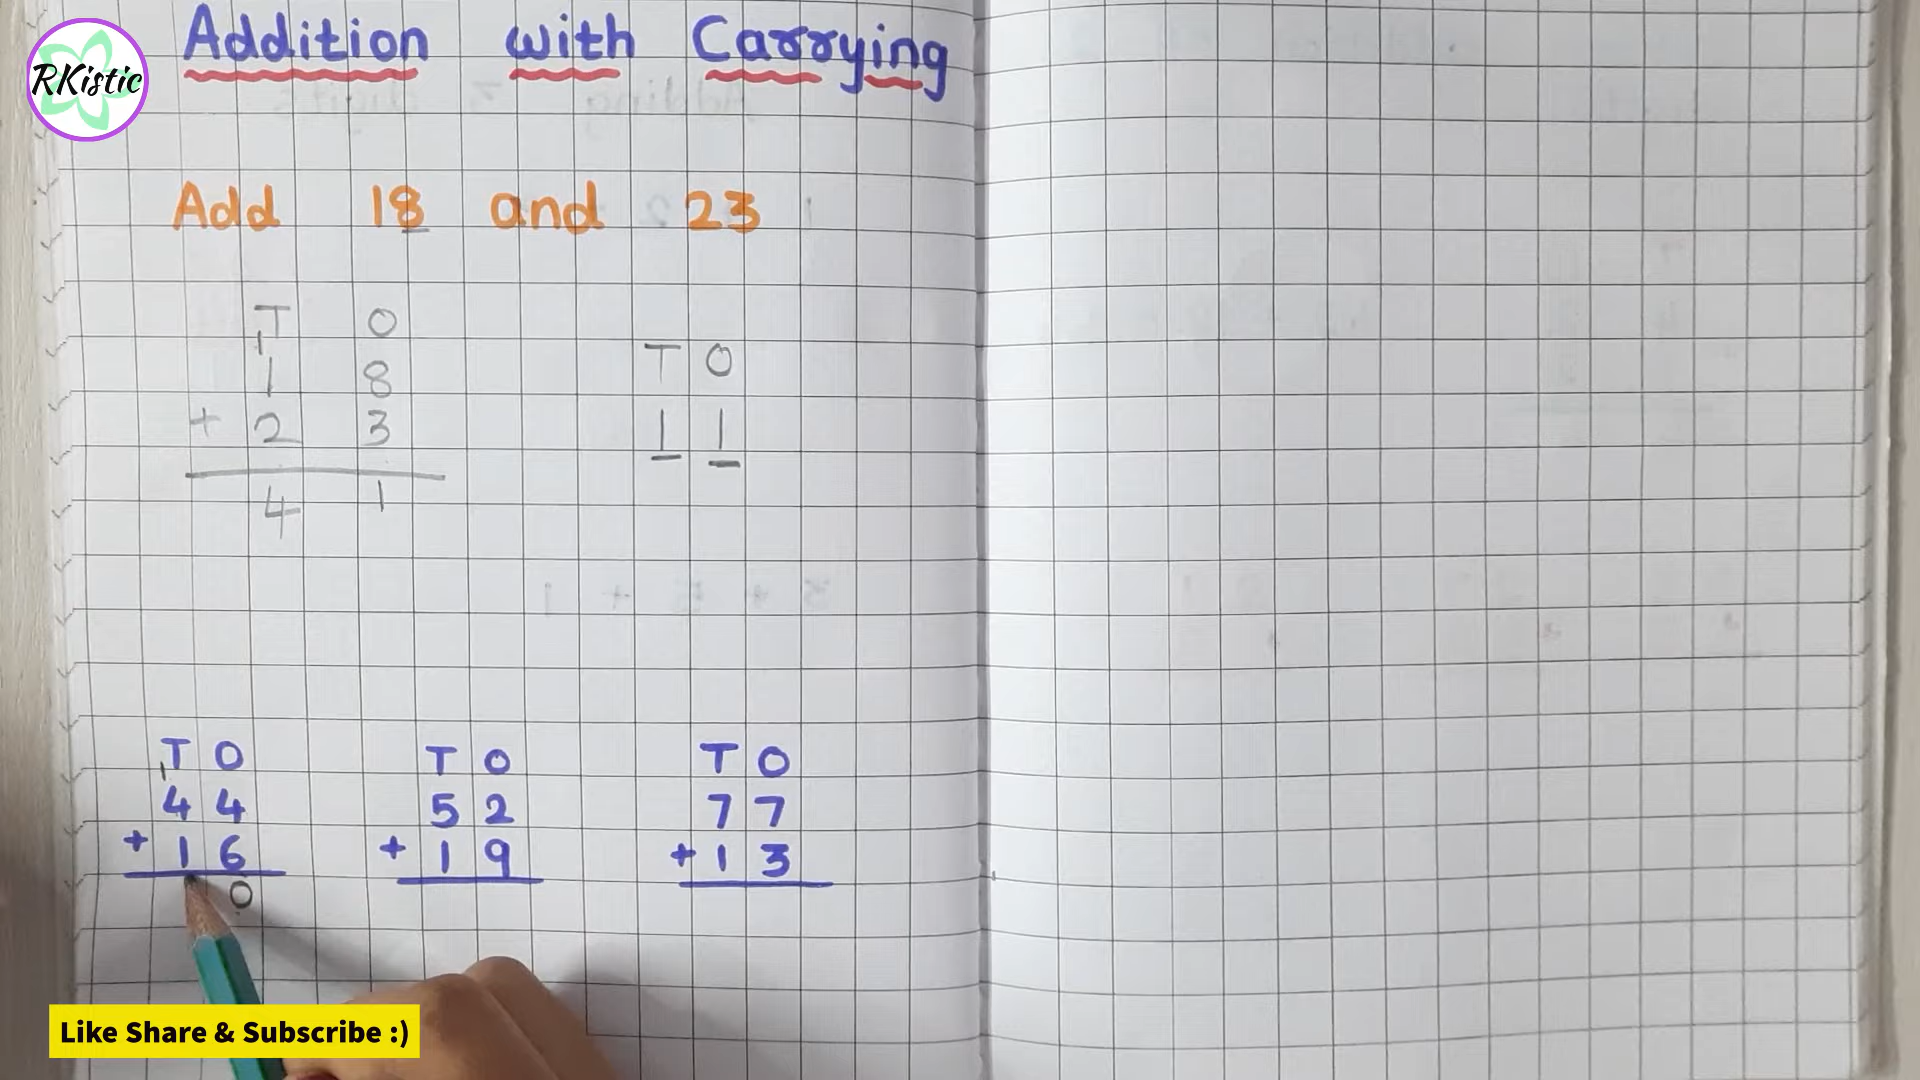 RKistic
Addition with Carrying
Add 18 and 23
T O
1
1 8
+ 2 3
4 1
T O
1 1
T O
1
4 4
+ 1 6
0
T O
5 2
+ 1 9
T O
7 7
+ 1 3
Like Share & Subscribe :)